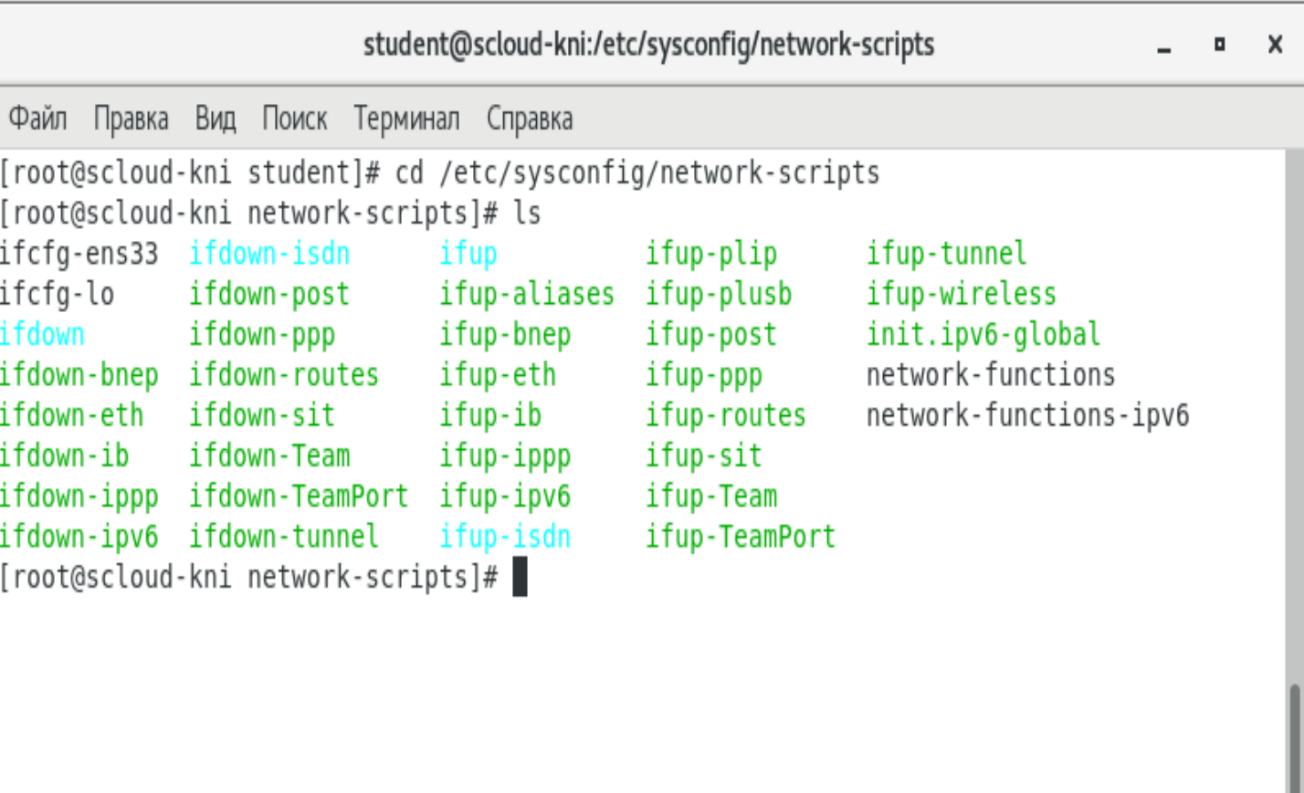 student@scloud-kni:/etc/sysconfig/network-scripts
Файл Правка Вид Поиск Терминал Справка
[root@scloud-kni student]# cd /etc/sysconfig/network-scripts
[root@scloud-kni network-scripts]# ls
ifcfg-ens33 ifdown-isdn ifup ifup-plip ifup-tunnel
ifcfg-lo ifdown-post ifup-aliases ifup-plusb ifup-wireless
ifdown ifdown-ppp ifup-bnep ifup-post init.ipv6-global
ifdown-bnep ifdown-routes ifup-eth ifup-ppp network-functions
ifdown-eth ifdown-sit ifup-ib ifup-routes network-functions-ipv6
ifdown-ib ifdown-Team ifup-ippp ifup-sit
ifdown-ippp ifdown-TeamPort ifup-ipv6 ifup-Team
ifdown-ipv6 ifdown-tunnel ifup-isdn ifup-TeamPort
[root@scloud-kni network-scripts]#